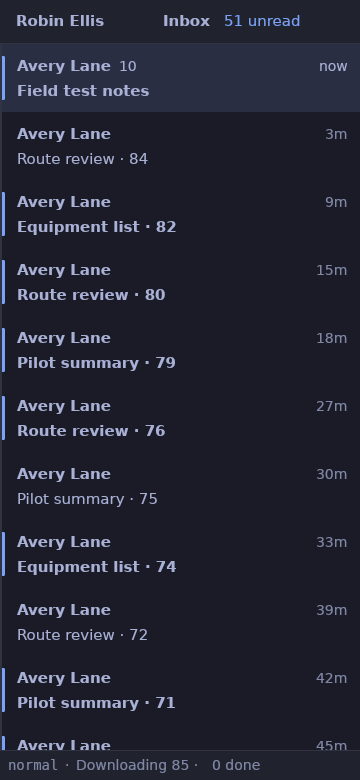 Robin Ellis Inbox 51 unread
Avery Lane 10 now
Field test notes
Avery Lane 3m
Route review · 84
Avery Lane 9m
Equipment list · 82
Avery Lane 15m
Route review · 80
Avery Lane 18m
Pilot summary · 79
Avery Lane 27m
Route review · 76
Avery Lane 30m
Pilot summary · 75
Avery Lane 33m
Equipment list · 74
Avery Lane 39m
Route review · 72
Avery Lane 42m
Pilot summary · 71
Avery Lane 45m
normal · Downloading 85 · 0 done